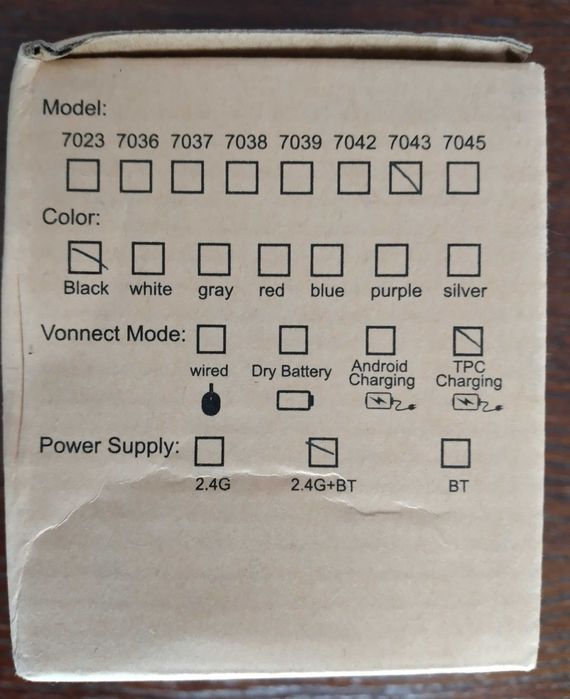 Model:
7023 7036 7037 7038 7039 7042 7043 7045
Color:
Black white gray red blue purple silver
Vonnect Mode:
wired Dry Battery Android Charging TPC Charging
Power Supply:
2.4G 2.4G+BT BT